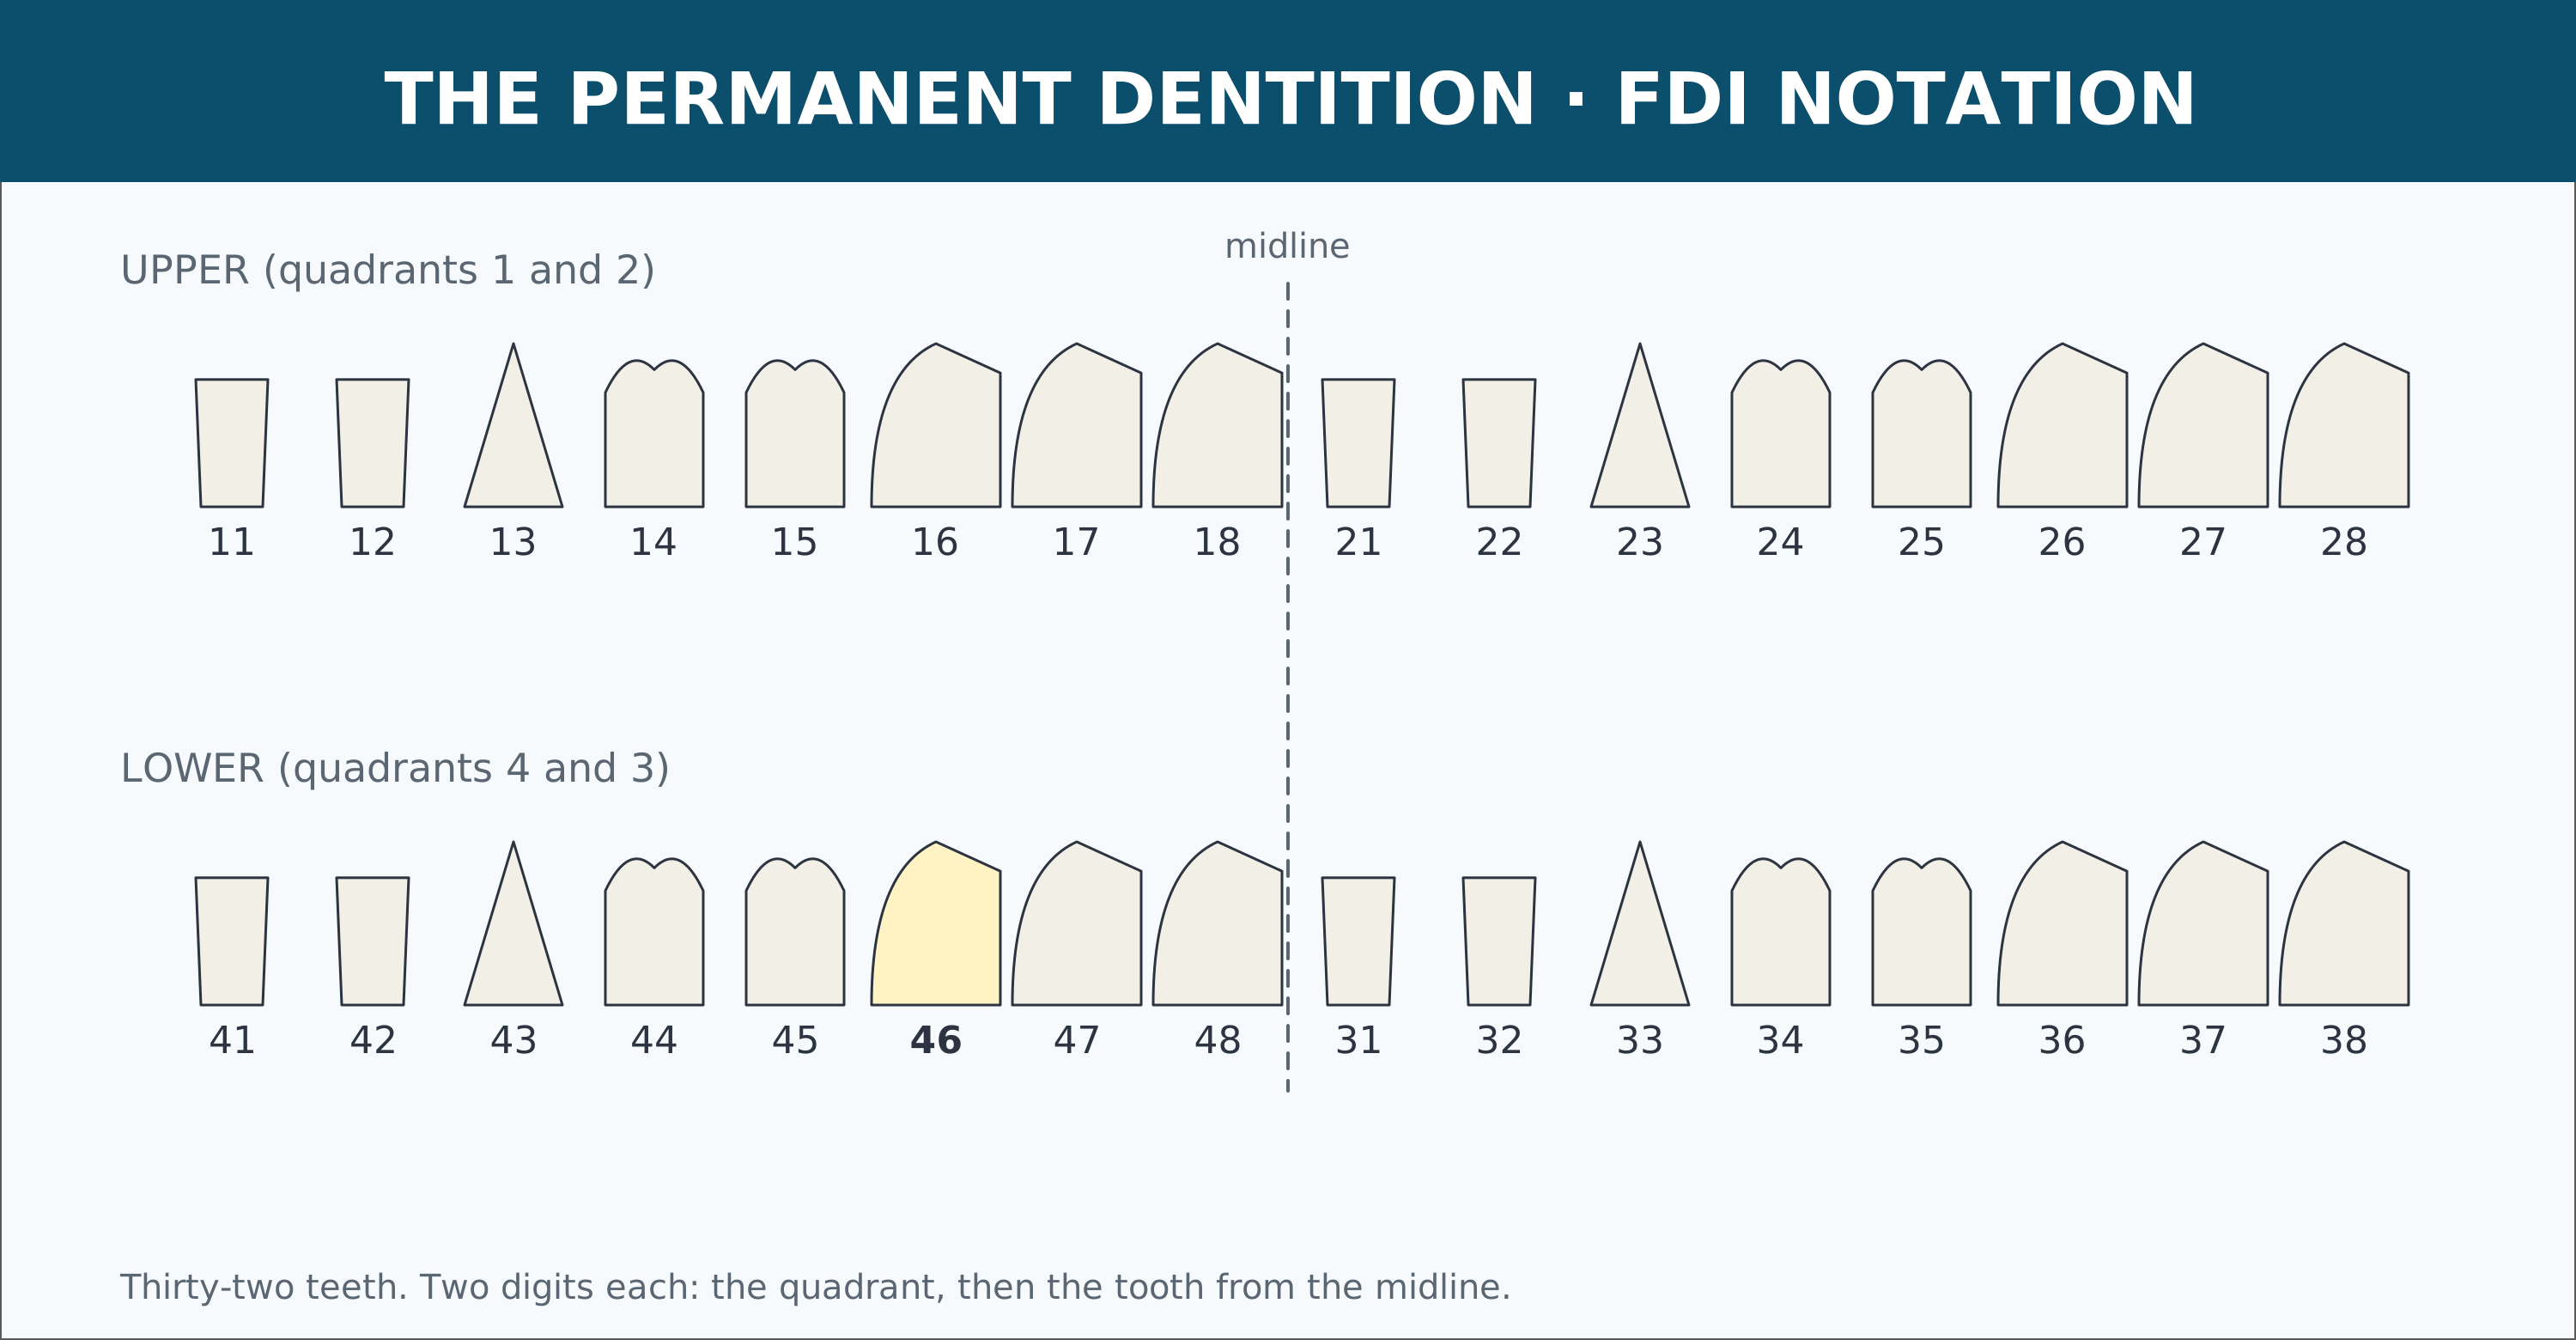 THE PERMANENT DENTITION · FDI NOTATION
midline
UPPER (quadrants 1 and 2)
11 12 13 14 15 16 17 18 21 22 23 24 25 26 27 28
LOWER (quadrants 4 and 3)
41 42 43 44 45 46 47 48 31 32 33 34 35 36 37 38
Thirty-two teeth. Two digits each: the quadrant, then the tooth from the midline.